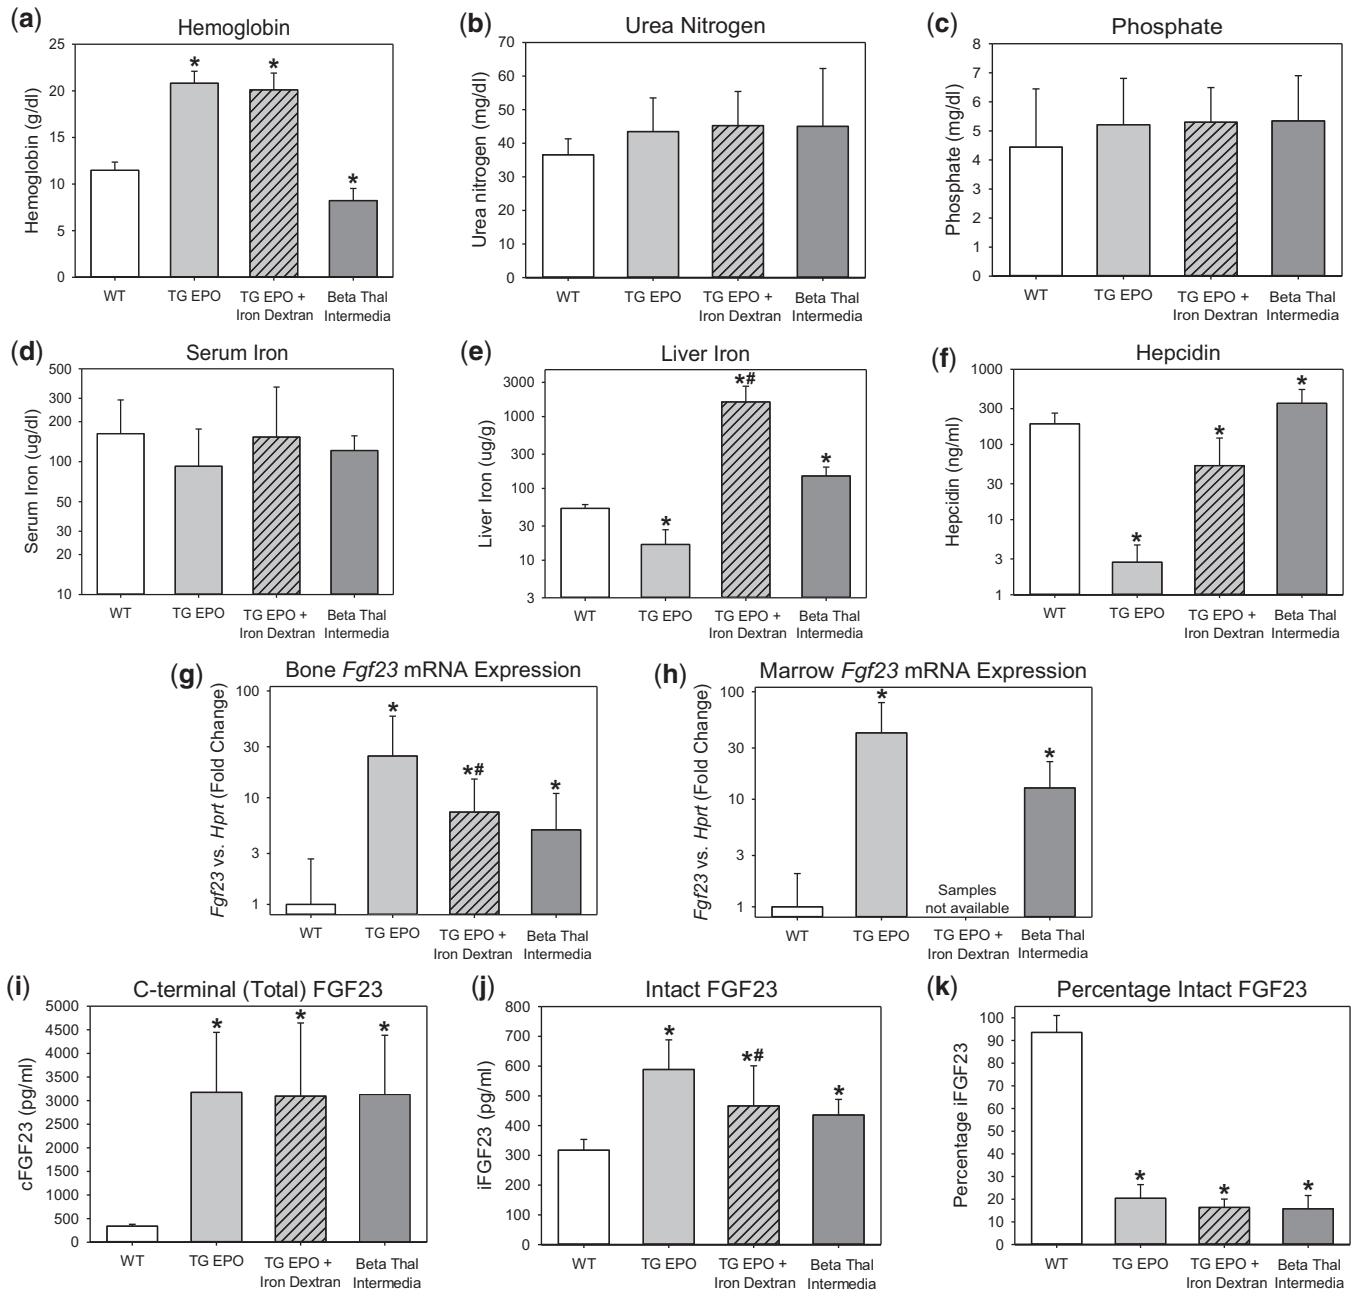 (a)
Hemoglobin
Hemoglobin (g/dl)
25
20
15
10
5
0
*
*
*
WT
TG EPO
TG EPO +
Iron Dextran
Beta Thal
Intermedia
(b)
Urea Nitrogen
Urea nitrogen (mg/dl)
70
60
50
40
30
20
10
0
WT
TG EPO
TG EPO +
Iron Dextran
Beta Thal
Intermedia
(c)
Phosphate
Phosphate (mg/dl)
8
7
6
5
4
3
2
1
0
WT
TG EPO
TG EPO +
Iron Dextran
Beta Thal
Intermedia
(d)
Serum Iron
Serum Iron (ug/dl)
500
300
200
100
50
30
20
10
WT
TG EPO
TG EPO +
Iron Dextran
Beta Thal
Intermedia
(e)
Liver Iron
Liver Iron (ug/g)
3000
1000
300
100
30
10
3
*
*#
*
WT
TG EPO
TG EPO +
Iron Dextran
Beta Thal
Intermedia
(f)
Hepcidin
Hepcidin (ng/ml)
1000
300
100
30
10
3
1
*
*
*
WT
TG EPO
TG EPO +
Iron Dextran
Beta Thal
Intermedia
(g)
Bone Fgf23 mRNA Expression
Fgf23 vs. Hprt (Fold Change)
100
30
10
3
1
*
*#
*
WT
TG EPO
TG EPO +
Iron Dextran
Beta Thal
Intermedia
(h)
Marrow Fgf23 mRNA Expression
Fgf23 vs. Hprt (Fold Change)
100
30
10
3
1
*
Samples
not available
*
WT
TG EPO
TG EPO +
Iron Dextran
Beta Thal
Intermedia
(i)
C-terminal (Total) FGF23
cFGF23 (pg/ml)
5000
4500
4000
3500
3000
2500
2000
1500
1000
500
0
*
*
*
WT
TG EPO
TG EPO +
Iron Dextran
Beta Thal
Intermedia
(j)
Intact FGF23
iFGF23 (pg/ml)
800
700
600
500
400
300
200
100
0
*
*#
*
WT
TG EPO
TG EPO +
Iron Dextran
Beta Thal
Intermedia
(k)
Percentage Intact FGF23
Percentage iFGF23
100
90
80
70
60
50
40
30
20
10
0
*
*
*
WT
TG EPO
TG EPO +
Iron Dextran
Beta Thal
Intermedia